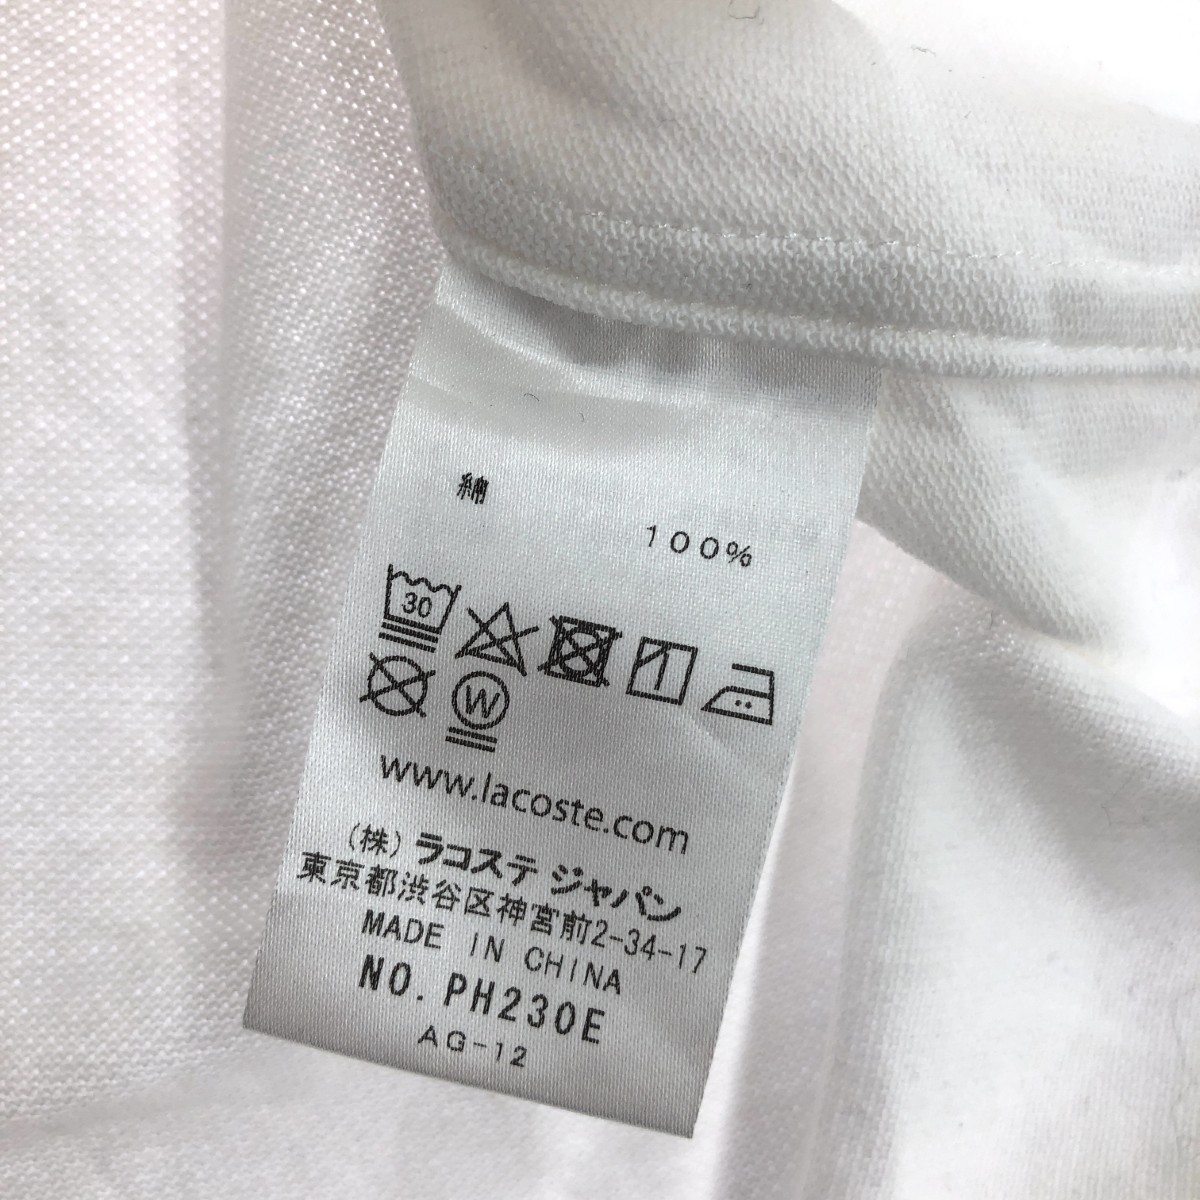 綿
100%
30
W
www.lacoste.com
(株) ラコステ ジャパン
東京都渋谷区神宮前2-34-17
MADE IN CHINA
NO. PH230E
AG-12